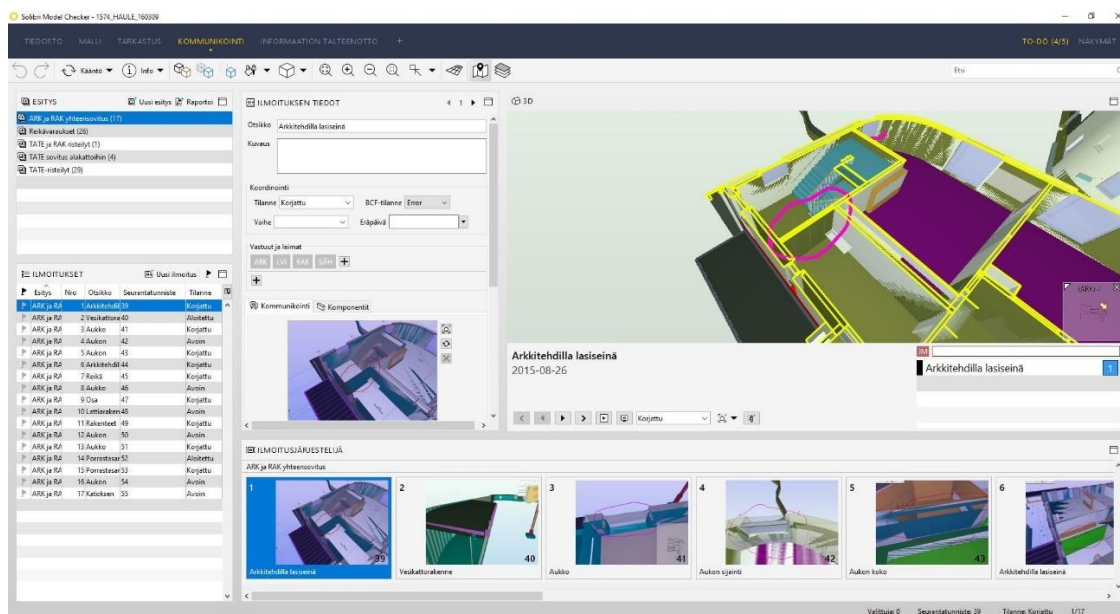 Solibri Model Checker - 1574_HAULE_160309
TIEDOSTO MALLI TARKASTUS KOMMUNIKOINTI INFORMAATION TALTEENOTTO +
TO-DO (4/5) NÄKYMÄT
Kääntö Info
Etsi
ESITYS Uusi esitys Raportoi
ARK ja RAK yhteensovitus (17)
Reikävaraukset (26)
TATE ja RAK risteilyt (1)
TATE sovitus alakattoihin (4)
TATE-risteilyt (29)
ILMOITUKSET Uusi ilmoitus
Esitys Nro Otsikko Seurantatunniste Tilanne
ARK ja RA 1 Arkkitehdil 39 Korjattu
ARK ja RA 2 Vesikattora 40 Aloitettu
ARK ja RA 3 Aukko 41 Korjattu
ARK ja RA 4 Aukon 42 Avoin
ARK ja RA 5 Aukon 43 Korjattu
ARK ja RA 6 Arkkitehdil 44 Korjattu
ARK ja RA 7 Reikä 45 Korjattu
ARK ja RA 8 Aukko 46 Avoin
ARK ja RA 9 Osa 47 Korjattu
ARK ja RA 10 Lattiaraken 48 Avoin
ARK ja RA 11 Rakenteet 49 Korjattu
ARK ja RA 12 Aukon 50 Avoin
ARK ja RA 13 Aukko 51 Korjattu
ARK ja RA 14 Porrastasar 52 Aloitettu
ARK ja RA 15 Porrastasar 53 Korjattu
ARK ja RA 16 Aukon 54 Avoin
ARK ja RA 17 Katoksen 55 Avoin
ILMOITUKSEN TIEDOT 1
Otsikko Arkkitehdilla lasiseinä
Kuvaus
Koordinointi
Tilanne Korjattu BCF-tilanne Error
Vaihe Eräpäivä
Vastuut ja leimat
ARK LVI RAK SÄH +
+
Kommunikointi Komponentit
3D
(ARK) 4
Arkkitehdilla lasiseinä
2015-08-26
Korjattu
Arkkitehdilla lasiseinä 1
ILMOITUSJÄRJESTELIJÄ
ARK ja RAK yhteensovitus
1 2 3 4 5 6
39 40 41 42 43
Arkkitehdilla lasiseinä Vesikattorakenne Aukko Aukon sijainti Aukon koko Arkkitehdilla lasiseinä
Valittuja: 0 Seurantatunniste: 39 Tilanne: Korjattu 1/17